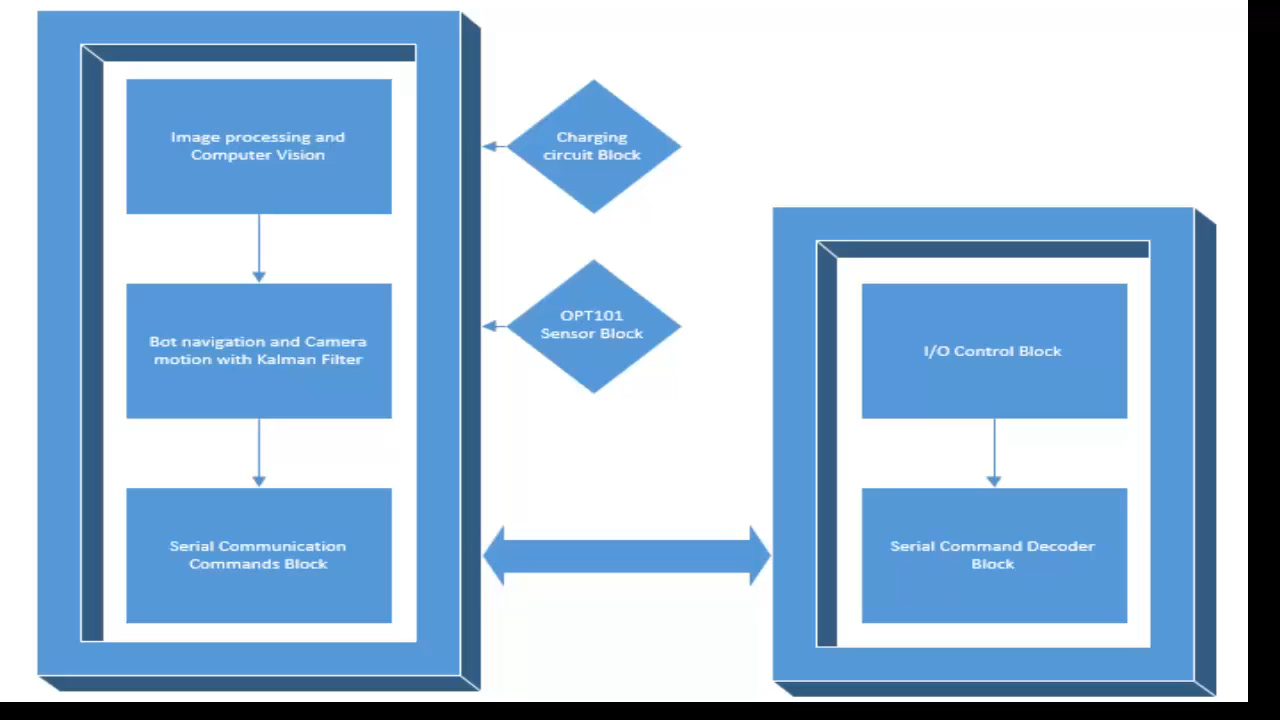 Image processing and
Computer Vision
Charging
circuit Block
Bot navigation and Camera
motion with Kalman Filter
OPT101
Sensor Block
I/O Control Block
Serial Communication
Commands Block
Serial Command Decoder
Block